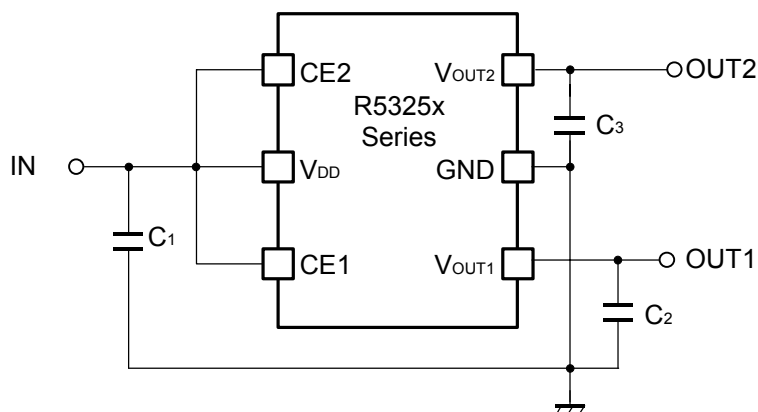 CE2
VOUT2
OUT2
R5325x
Series
C3
IN
VDD
GND
C1
CE1
VOUT1
OUT1
C2